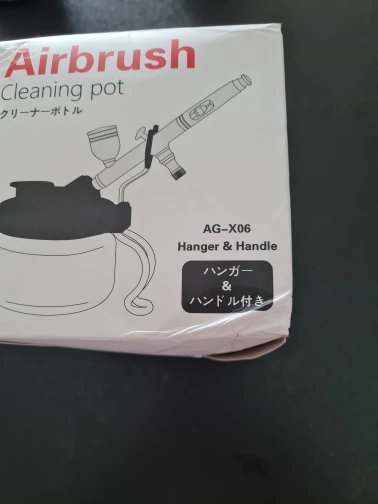 Airbrush
Cleaning pot
クリーナーボトル
AG-X06
Hanger & Handle
ハンガー
&
ハンドル付き